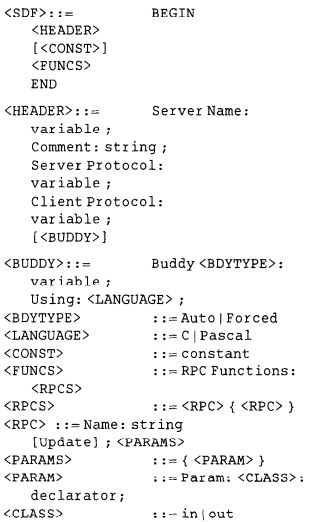 <SDF>::= BEGIN
<HEADER>
[<CONST>]
<FUNCS>
END
<HEADER>::= Server Name:
variable ;
Comment: string ;
Server Protocol:
variable ;
Client Protocol:
variable ;
[<BUDDY>]
<BUDDY>::= Buddy <BDYTYPE>:
variable ;
Using: <LANGUAGE> ;
<BDYTYPE> ::= Auto|Forced
<LANGUAGE> ::= C|Pascal
<CONST> ::= constant
<FUNCS> ::= RPC Functions:
<RPCS>
<RPCS> ::= <RPC> { <RPC> }
<RPC> ::= Name: string
[Update] ; <PARAMS>
<PARAMS> ::= { <PARAM> }
<PARAM> ::= Param: <CLASS>:
declarator;
<CLASS> ::= in|out